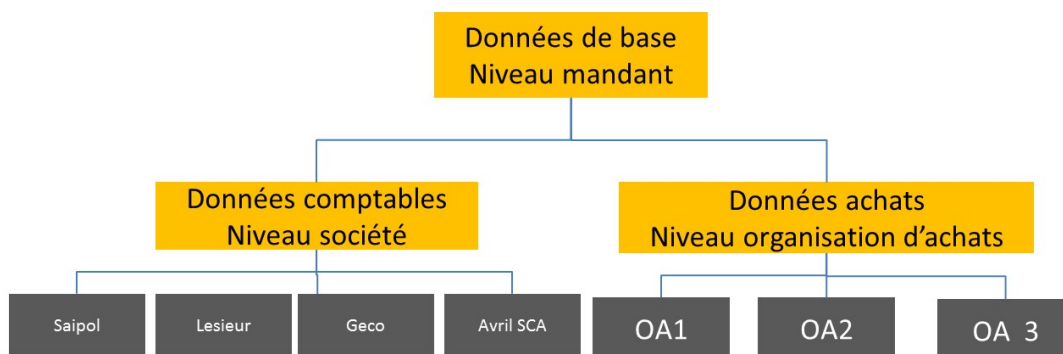 Données de base
Niveau mandant
Données comptables
Niveau société
Données achats
Niveau organisation d’achats
Saipol
Lesieur
Geco
Avril SCA
OA1
OA2
OA 3